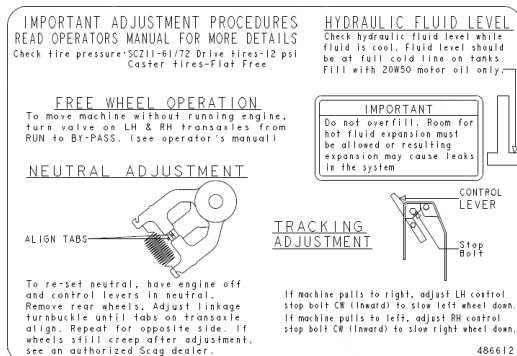 IMPORTANT ADJUSTMENT PROCEDURES
READ OPERATORS MANUAL FOR MORE DETAILS
Check tire pressure-SCZII-61/72 Drive tires-12 psi
Caster tires-Flat Free
FREE WHEEL OPERATION
To move machine without running engine,
turn valve on LH & RH transaxles from
RUN to BY-PASS. (see operator's manual)
NEUTRAL ADJUSTMENT
ALIGN TABS
To re-set neutral, have engine off
and control levers in neutral.
Remove rear wheels. Adjust linkage
turnbuckle until tabs on transaxle
align. Repeat for opposite side. If
wheels still creep after adjustment,
see an authorized Scag dealer.
HYDRAULIC FLUID LEVEL
Check hydraulic fluid level while
fluid is cool. Fluid level should
be at full cold line on tanks.
Fill with 20W50 motor oil only.
IMPORTANT
Do not overfill. Room for
hot fluid expansion must
be allowed or resulting
expansion may cause leaks
in the system
TRACKING
ADJUSTMENT
CONTROL
LEVER
Stop
Bolt
If machine pulls to right, adjust LH control
stop bolt CW (Inward) to slow left wheel down.
If machine pulls to left, adjust RH control
stop bolt CW (Inward) to slow right wheel down.
486612